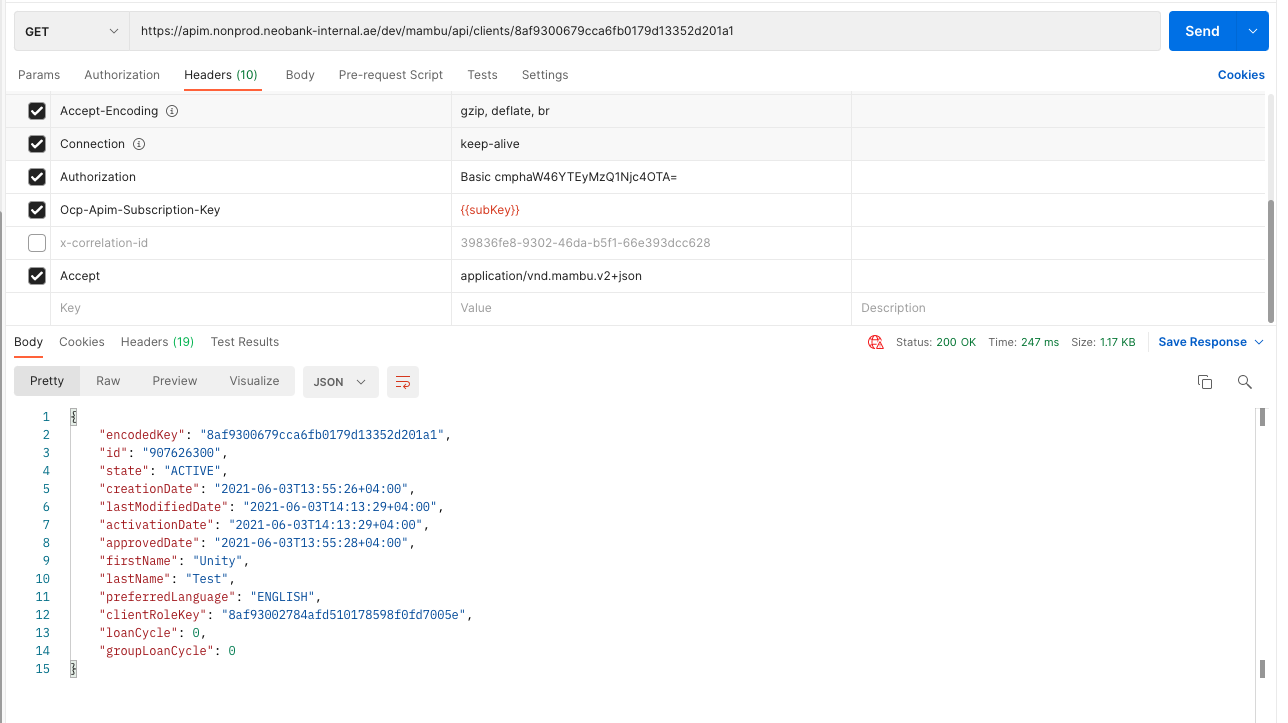 GET https://apim.nonprod.neobank-internal.ae/dev/mambu/api/clients/8af9300679cca6fb0179d13352d201a1 Send
Params Authorization Headers (10) Body Pre-request Script Tests Settings Cookies
Accept-Encoding gzip, deflate, br
Connection keep-alive
Authorization Basic cmphaW46YTEyMzQ1Njc4OTA=
Ocp-Apim-Subscription-Key {{subKey}}
x-correlation-id 39836fe8-9302-46da-b5f1-66e393dcc628
Accept application/vnd.mambu.v2+json
Key Value Description
Body Cookies Headers (19) Test Results Status: 200 OK Time: 247 ms Size: 1.17 KB Save Response
Pretty Raw Preview Visualize JSON
1 {
2 "encodedKey": "8af9300679cca6fb0179d13352d201a1",
3 "id": "907626300",
4 "state": "ACTIVE",
5 "creationDate": "2021-06-03T13:55:26+04:00",
6 "lastModifiedDate": "2021-06-03T14:13:29+04:00",
7 "activationDate": "2021-06-03T14:13:29+04:00",
8 "approvedDate": "2021-06-03T13:55:28+04:00",
9 "firstName": "Unity",
10 "lastName": "Test",
11 "preferredLanguage": "ENGLISH",
12 "clientRoleKey": "8af93002784afd510178598f0fd7005e",
13 "loanCycle": 0,
14 "groupLoanCycle": 0
15 }